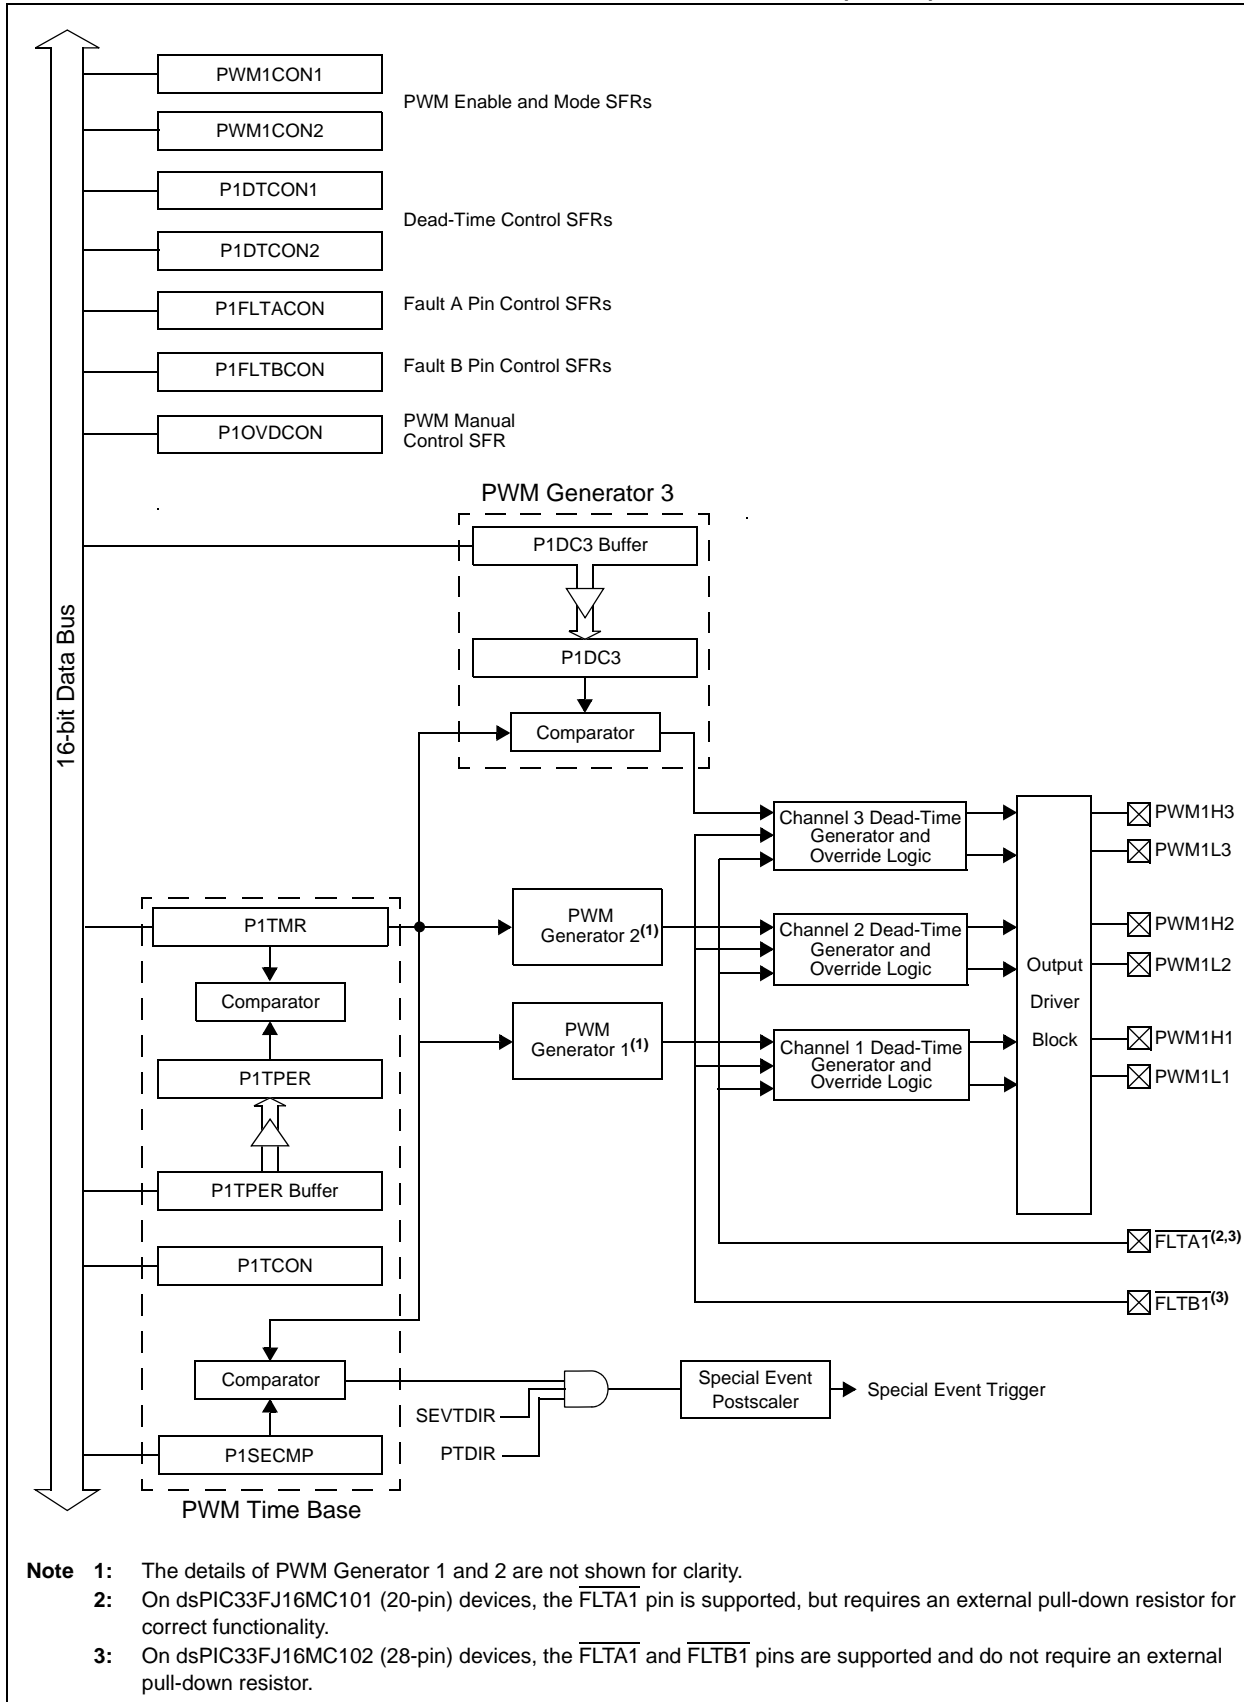 PWM1CON1
PWM Enable and Mode SFRs
PWM1CON2
P1DTCON1
Dead-Time Control SFRs
P1DTCON2
P1FLTACON
Fault A Pin Control SFRs
P1FLTBCON
Fault B Pin Control SFRs
P1OVDCON
PWM Manual
Control SFR
16-bit Data Bus
PWM Generator 3
P1DC3 Buffer
P1DC3
Comparator
Channel 3 Dead-Time
Generator and
Override Logic
PWM1H3
PWM1L3
P1TMR
PWM
Generator 2(1)
Channel 2 Dead-Time
Generator and
Override Logic
PWM1H2
PWM1L2
Output
Driver
Block
Comparator
PWM
Generator 1(1)
Channel 1 Dead-Time
Generator and
Override Logic
PWM1H1
PWM1L1
P1TPER
P1TPER Buffer
P1TCON
FLTA1(2,3)
FLTB1(3)
Comparator
SEVTDIR
PTDIR
Special Event
Postscaler
Special Event Trigger
P1SECMP
PWM Time Base
Note 1: The details of PWM Generator 1 and 2 are not shown for clarity.
2: On dsPIC33FJ16MC101 (20-pin) devices, the FLTA1 pin is supported, but requires an external pull-down resistor for
correct functionality.
3: On dsPIC33FJ16MC102 (28-pin) devices, the FLTA1 and FLTB1 pins are supported and do not require an external
pull-down resistor.